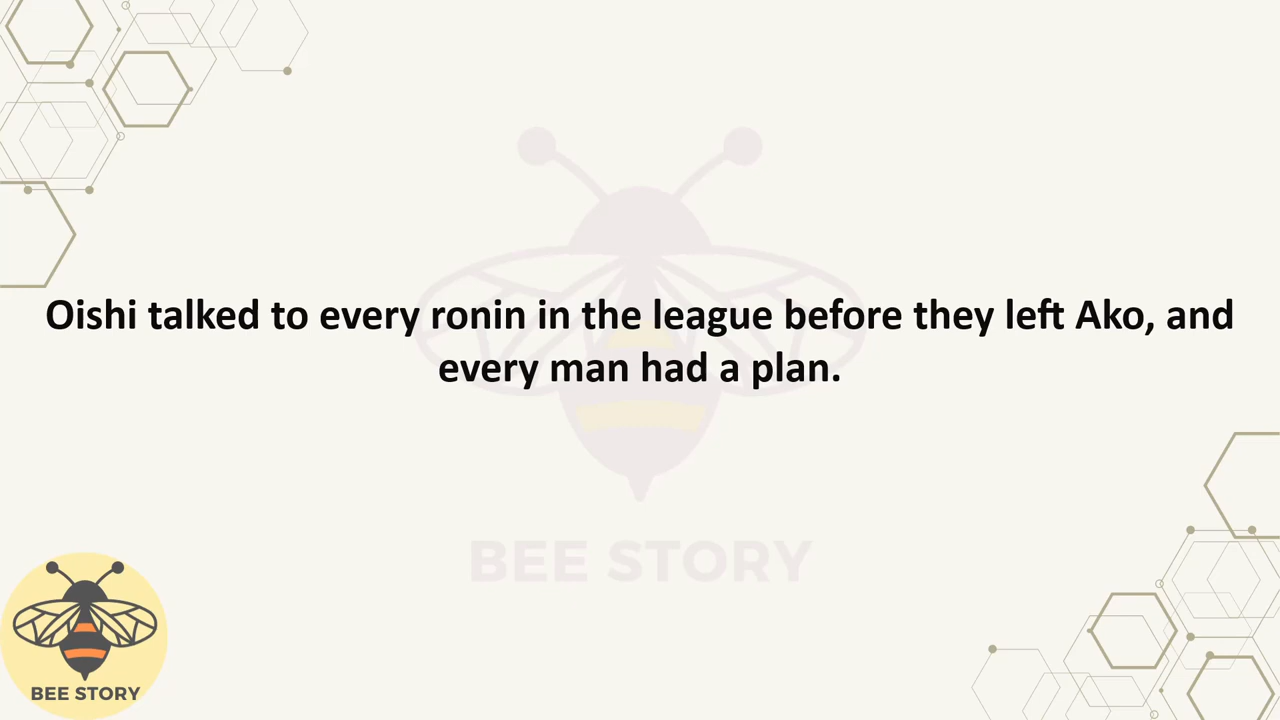 Oishi talked to every ronin in the league before they left Ako, and
every man had a plan.
BEE STORY
BEE STORY